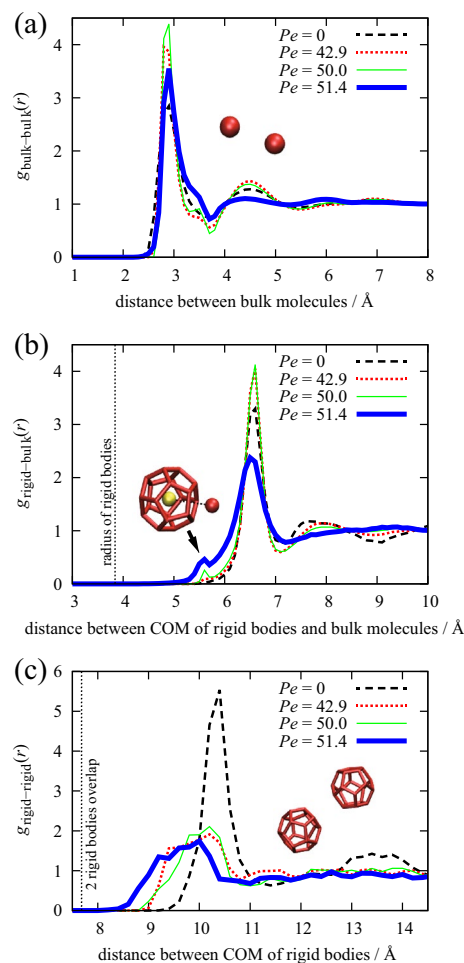 (a)
g bulk−bulk(r)
4
3
2
1
0
Pe = 0
Pe = 42.9
Pe = 50.0
Pe = 51.4
1 2 3 4 5 6 7 8
distance between bulk molecules / Å
(b)
g rigid−bulk(r)
4
3
2
1
0
radius of rigid bodies
Pe = 0
Pe = 42.9
Pe = 50.0
Pe = 51.4
3 4 5 6 7 8 9 10
distance between COM of rigid bodies and bulk molecules / Å
(c)
g rigid−rigid(r)
6
5
4
3
2
1
0
2 rigid bodies overlap
Pe = 0
Pe = 42.9
Pe = 50.0
Pe = 51.4
8 9 10 11 12 13 14
distance between COM of rigid bodies / Å